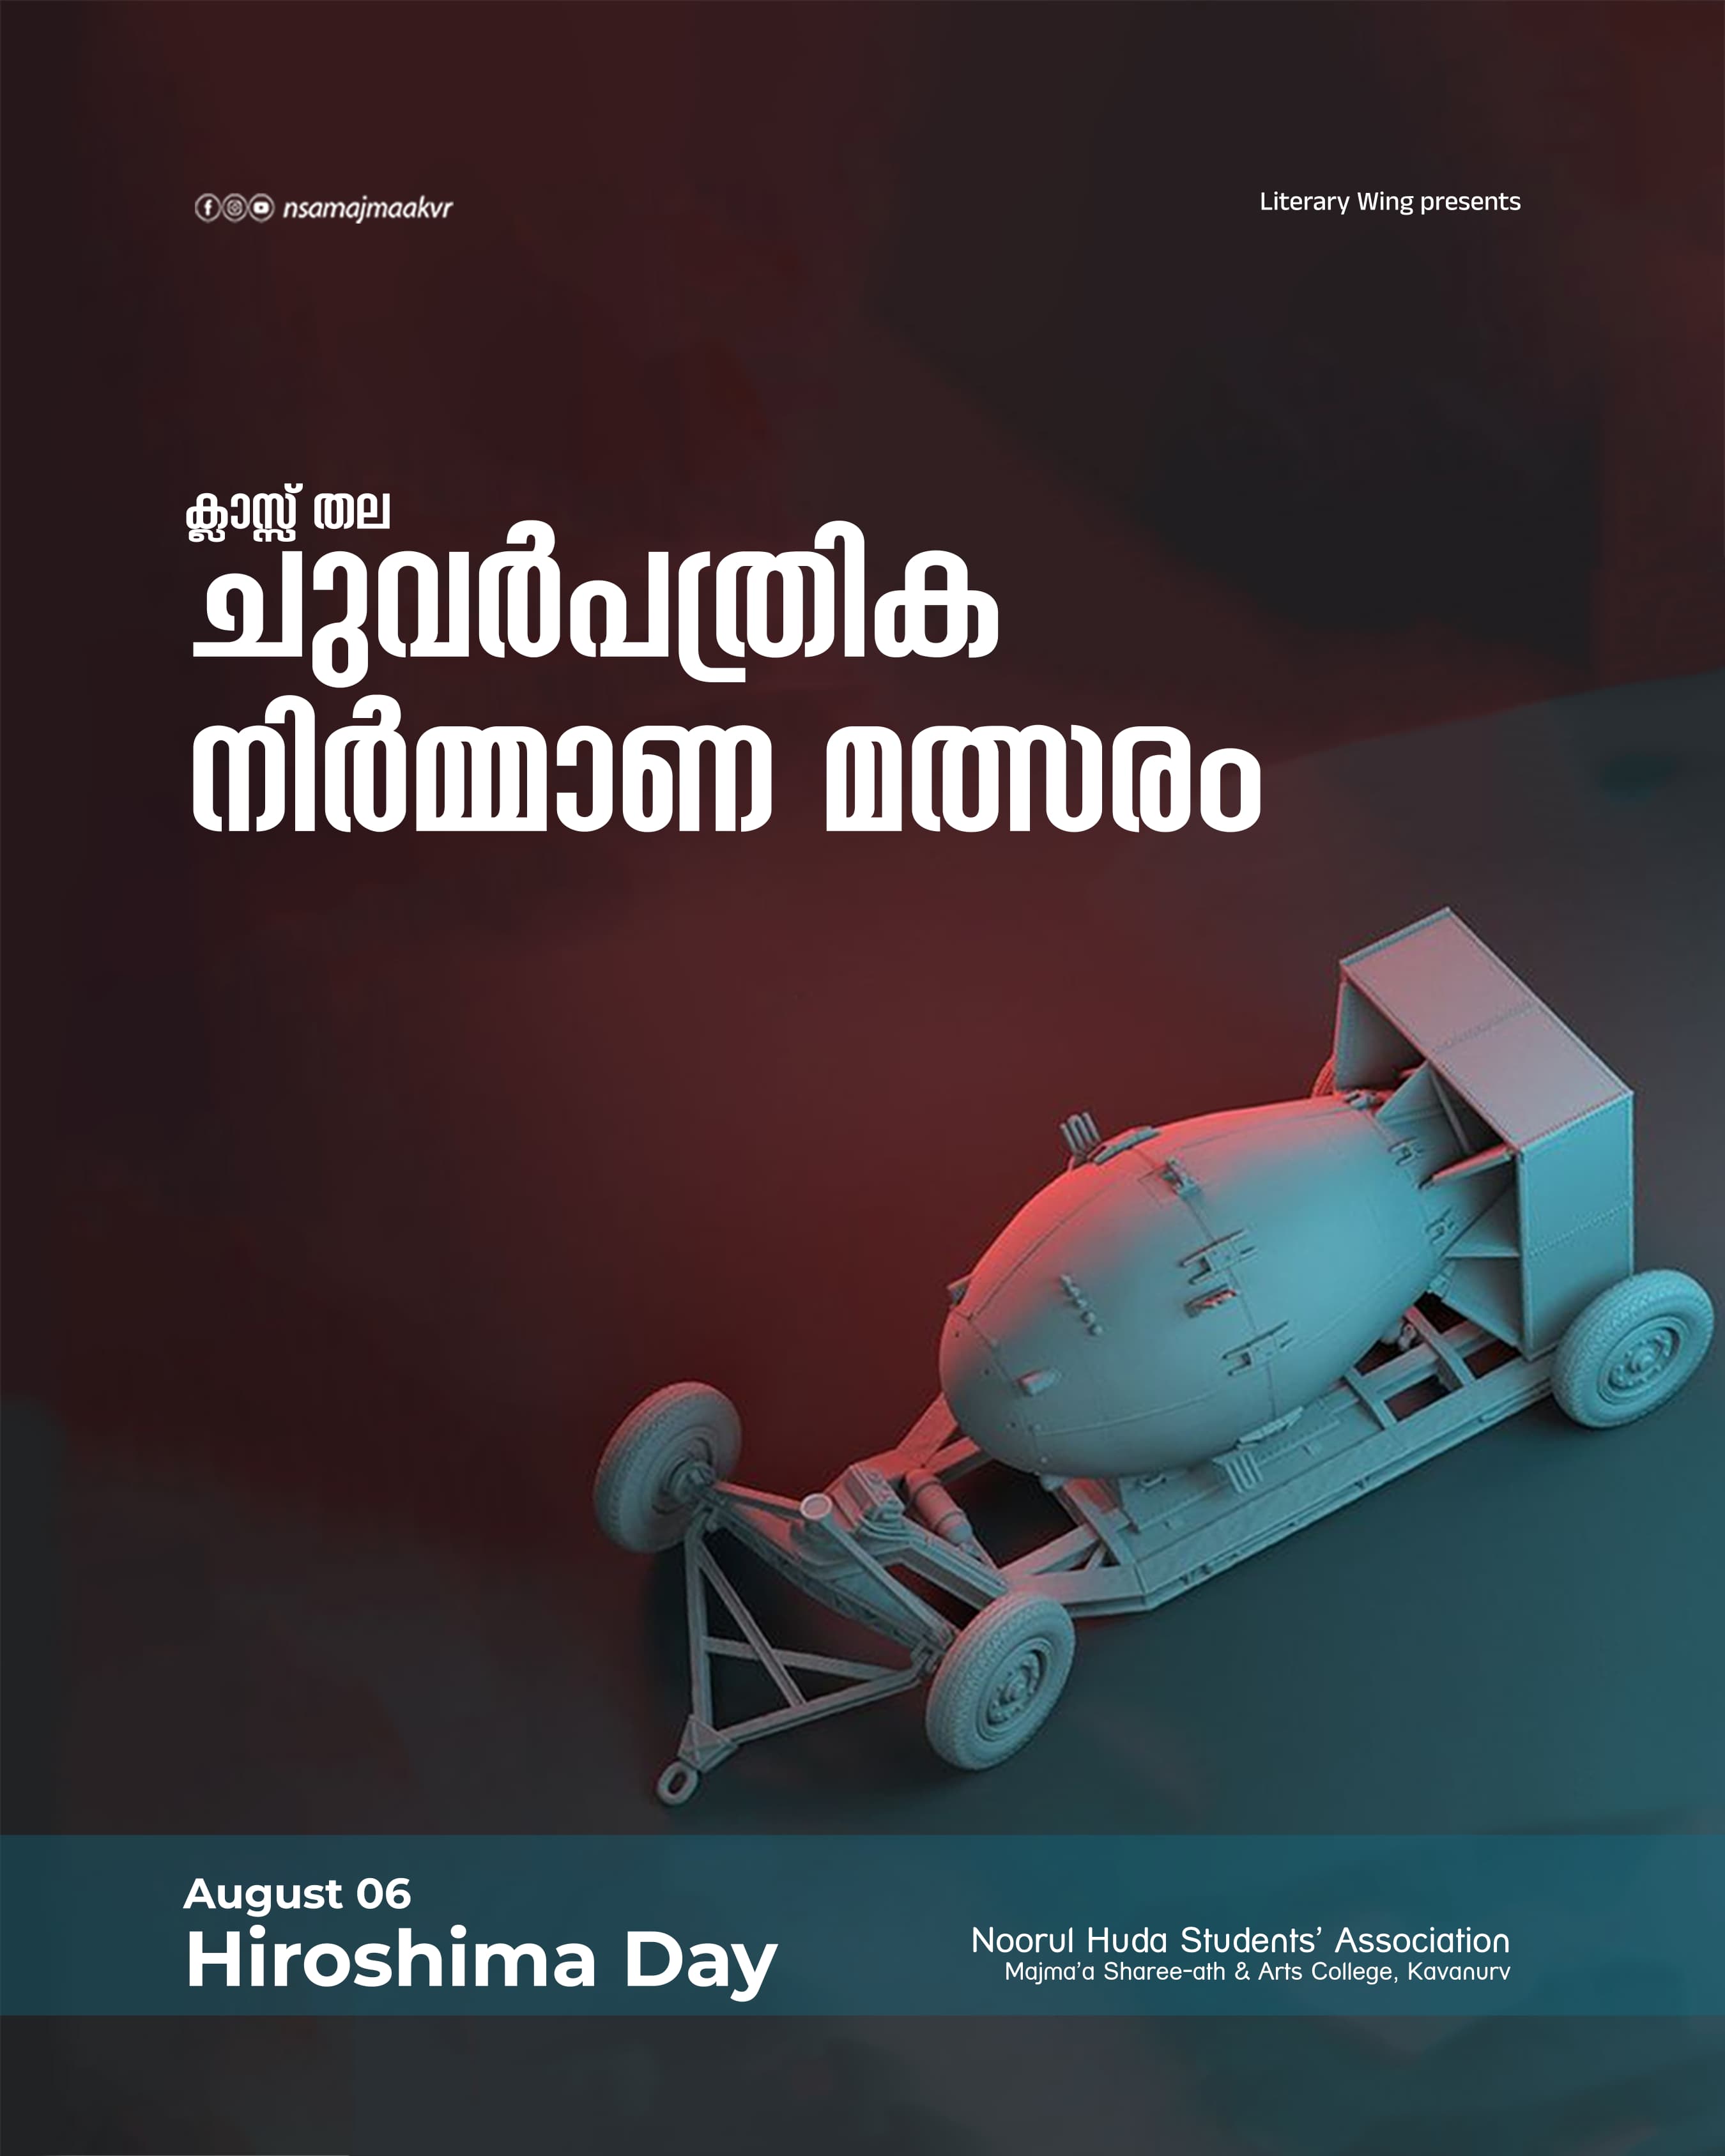 nsamajmaakvr
Literary Wing presents
ക്ലാസ്സ് തല
ചുവർപത്രിക
നിർമ്മാണ മത്സരം
August 06
Hiroshima Day
Noorul Huda Students’ Association
Majma’a Sharee-ath & Arts College, Kavanurv